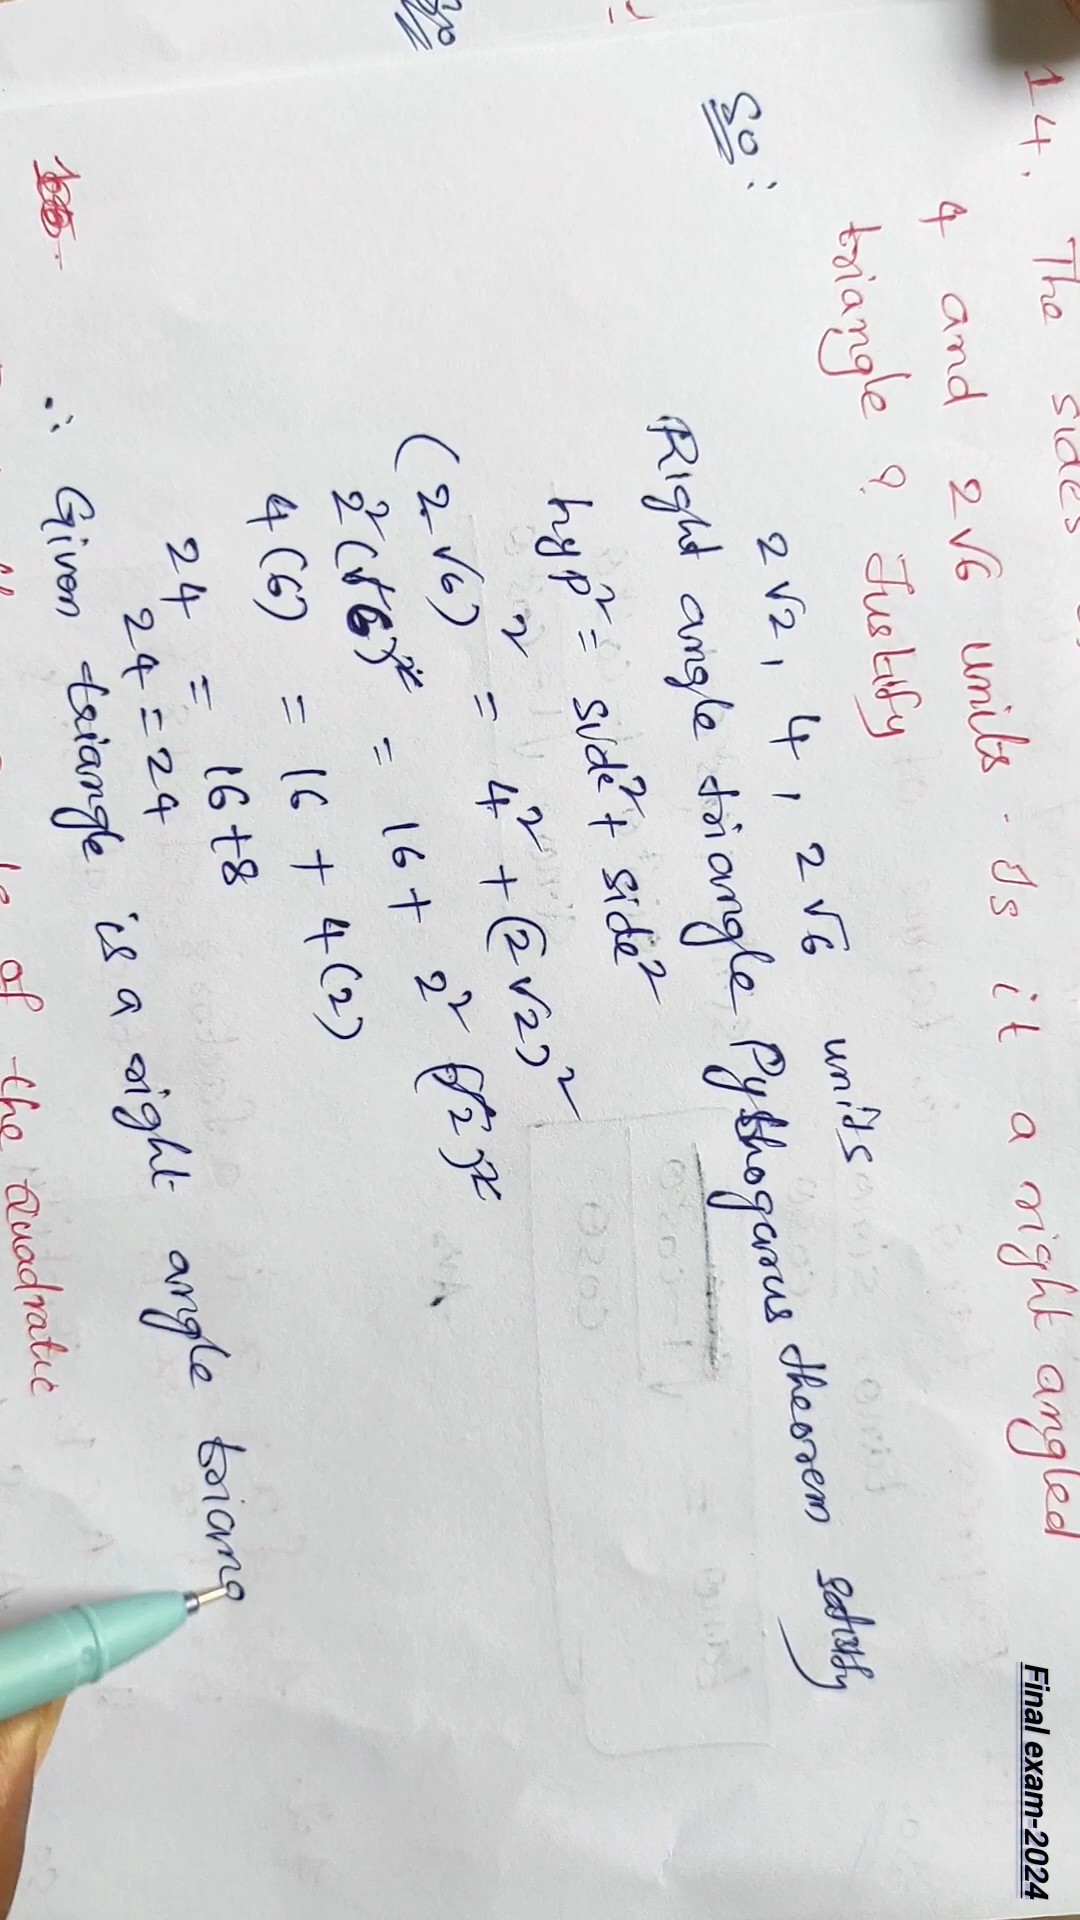 Final exam-2024
14. The sides
4 and 2√6 units. Is it a right angled
triangle? Justify
So:
2√2, 4, 2√6 units
Right angle triangle Pythogarus theorem satisfy
hyp² = side² + side²
(2√6)² = 4² + (2√2)²
2²(√6)² = 16 + 2²(√2)²
4(6) = 16 + 4(2)
24 = 16+8
24 = 24
∴ Given triangle is a right angle triang
of the quadratic